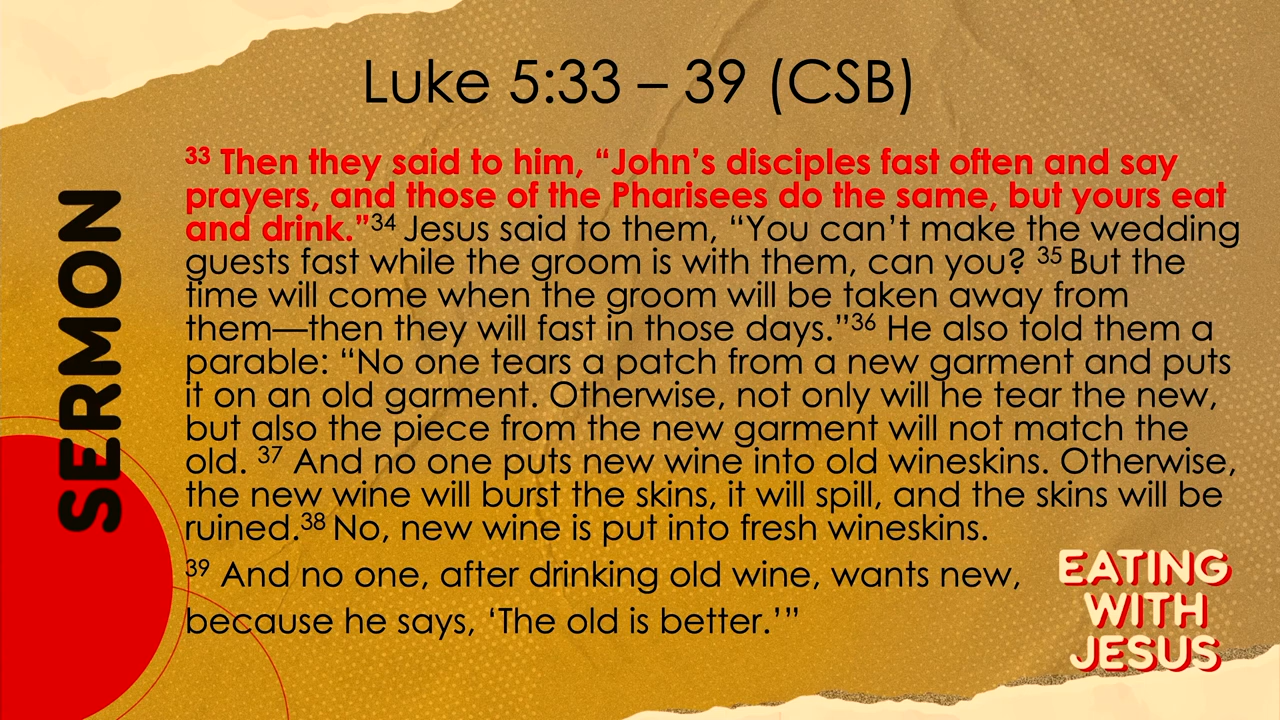 Luke 5:33 – 39 (CSB)
SERMON
33 Then they said to him, “John’s disciples fast often and say
prayers, and those of the Pharisees do the same, but yours eat
and drink.”34 Jesus said to them, “You can’t make the wedding
guests fast while the groom is with them, can you? 35 But the
time will come when the groom will be taken away from
them—then they will fast in those days.”36 He also told them a
parable: “No one tears a patch from a new garment and puts
it on an old garment. Otherwise, not only will he tear the new,
but also the piece from the new garment will not match the
old. 37 And no one puts new wine into old wineskins. Otherwise,
the new wine will burst the skins, it will spill, and the skins will be
ruined.38 No, new wine is put into fresh wineskins.
39 And no one, after drinking old wine, wants new,
because he says, ‘The old is better.’”
EATING
WITH
JESUS